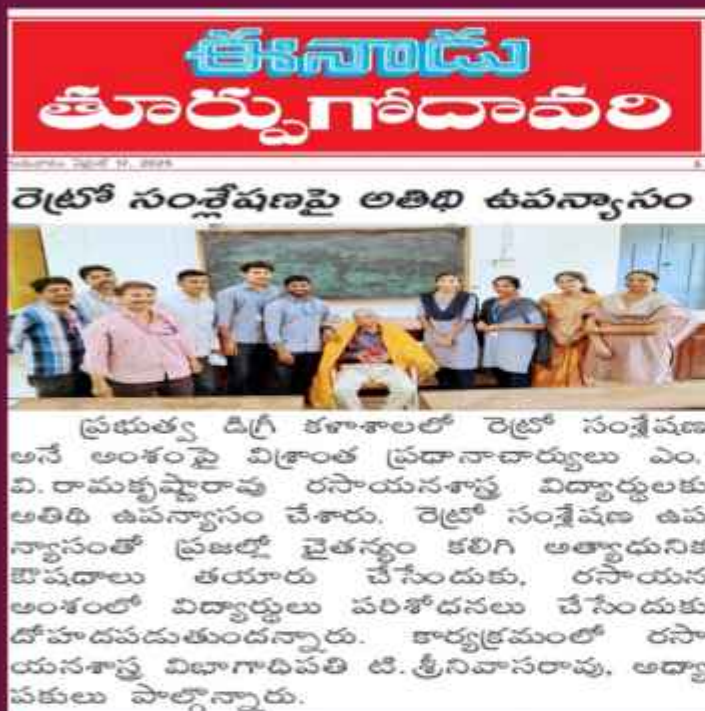 ఈనాడు
తూర్పుగోదావరి
17, 2025
రెట్రో సంశ్లేషణపై అతిథి ఉపన్యాసం
ప్రభుత్వ డిగ్రీ కళాశాలలో రెట్రో సంశ్లేషణ
అనే అంశంపై విశ్రాంత ప్రధానాచార్యులు ఎం.
వి. రామకృష్ణారావు రసాయనశాస్త్ర విద్యార్థులకు
అతిథి ఉపన్యాసం చేశారు. రెట్రో సంశ్లేషణ ఉప
న్యాసంతో ప్రజల్లో చైతన్యం కలిగి అత్యాధునిక
ఔషధాలు తయారు చేసేందుకు, రసాయన
అంశంలో విద్యార్థులు పరిశోధనలు చేసేందుకు
దోహదపడుతుందన్నారు. కార్యక్రమంలో రసా
యనశాస్త్ర విభాగాధిపతి టి. శ్రీనివాసరావు, అధ్యా
పకులు పాల్గొన్నారు.